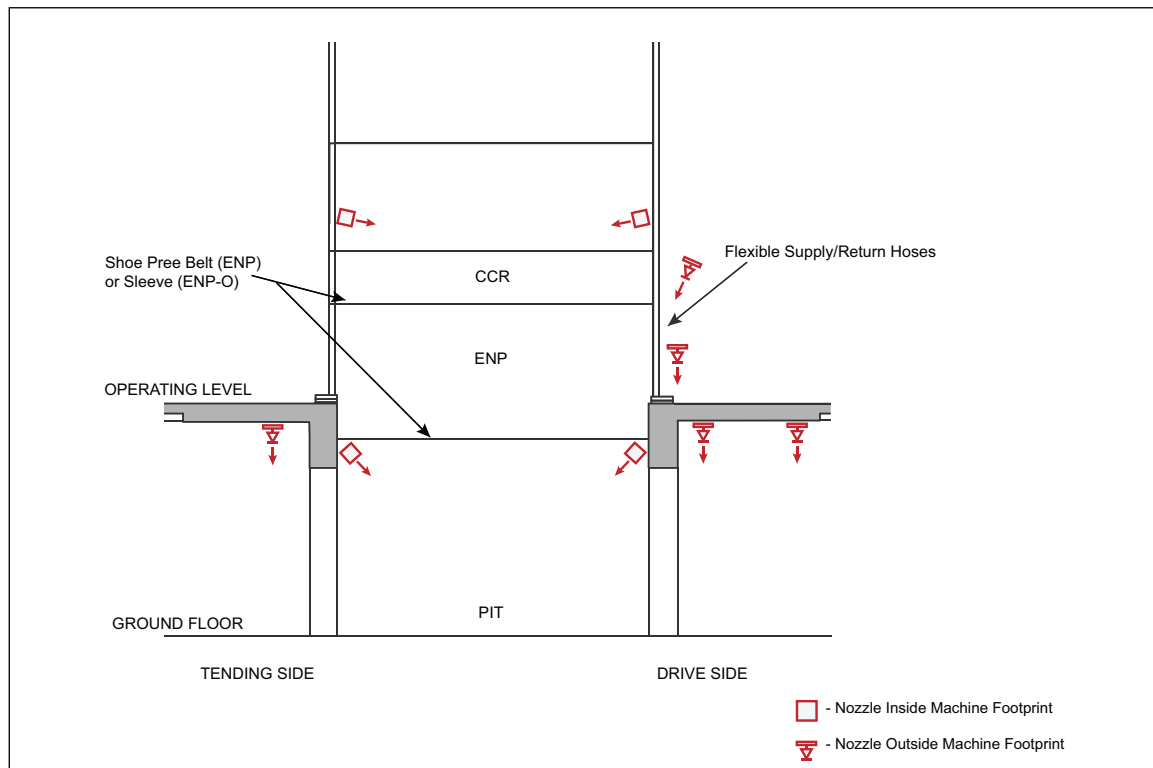 Flexible Supply/Return Hoses
Shoe Pree Belt (ENP)
or Sleeve (ENP-O)
CCR
ENP
OPERATING LEVEL
PIT
GROUND FLOOR
TENDING SIDE
DRIVE SIDE
- Nozzle Inside Machine Footprint
- Nozzle Outside Machine Footprint